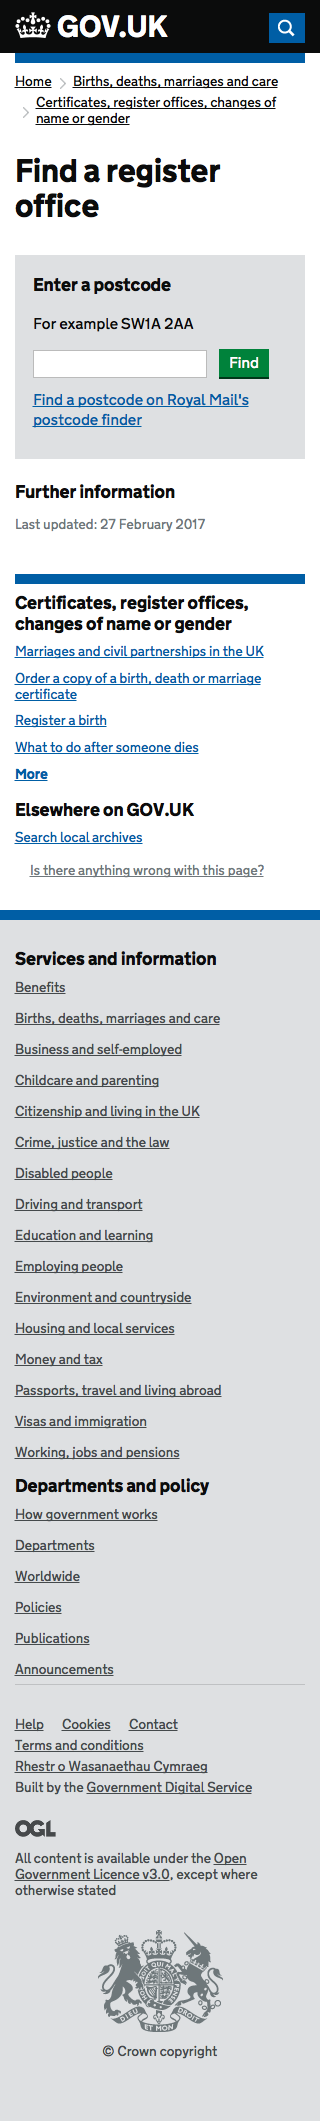 GOV.UK
Home
Births, deaths, marriages and care
Certificates, register offices, changes of
name or gender
Find a register
office
Enter a postcode
For example SW1A 2AA
Find
Find a postcode on Royal Mail's
postcode finder
Further information
Last updated: 27 February 2017
Certificates, register offices,
changes of name or gender
Marriages and civil partnerships in the UK
Order a copy of a birth, death or marriage
certificate
Register a birth
What to do after someone dies
More
Elsewhere on GOV.UK
Search local archives
Is there anything wrong with this page?
Services and information
Benefits
Births, deaths, marriages and care
Business and self-employed
Childcare and parenting
Citizenship and living in the UK
Crime, justice and the law
Disabled people
Driving and transport
Education and learning
Employing people
Environment and countryside
Housing and local services
Money and tax
Passports, travel and living abroad
Visas and immigration
Working, jobs and pensions
Departments and policy
How government works
Departments
Worldwide
Policies
Publications
Announcements
Help Cookies Contact
Terms and conditions
Rhestr o Wasanaethau Cymraeg
Built by the Government Digital Service
OGL
All content is available under the Open
Government Licence v3.0, except where
otherwise stated
DIEU ET MON DROIT
© Crown copyright